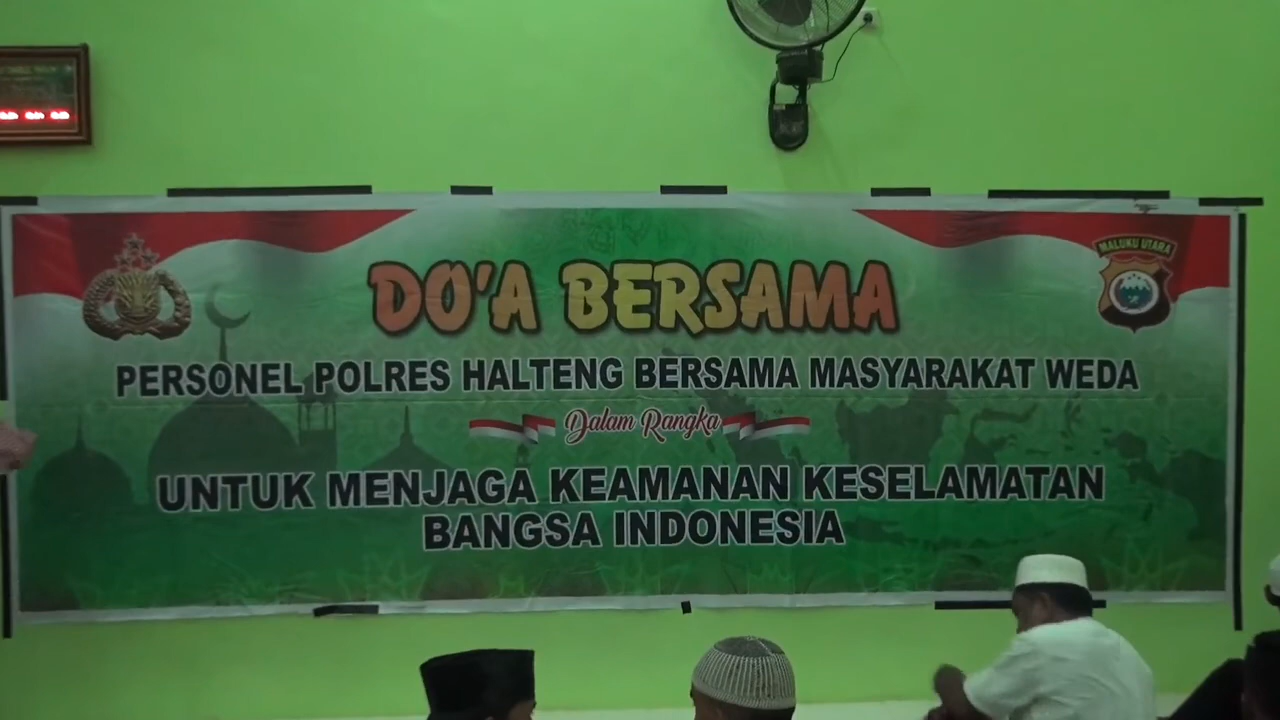 MALUKU UTARA
DO'A BERSAMA
PERSONEL POLRES HALTENG BERSAMA MASYARAKAT WEDA
Dalam Rangka
UNTUK MENJAGA KEAMANAN KESELAMATAN
BANGSA INDONESIA